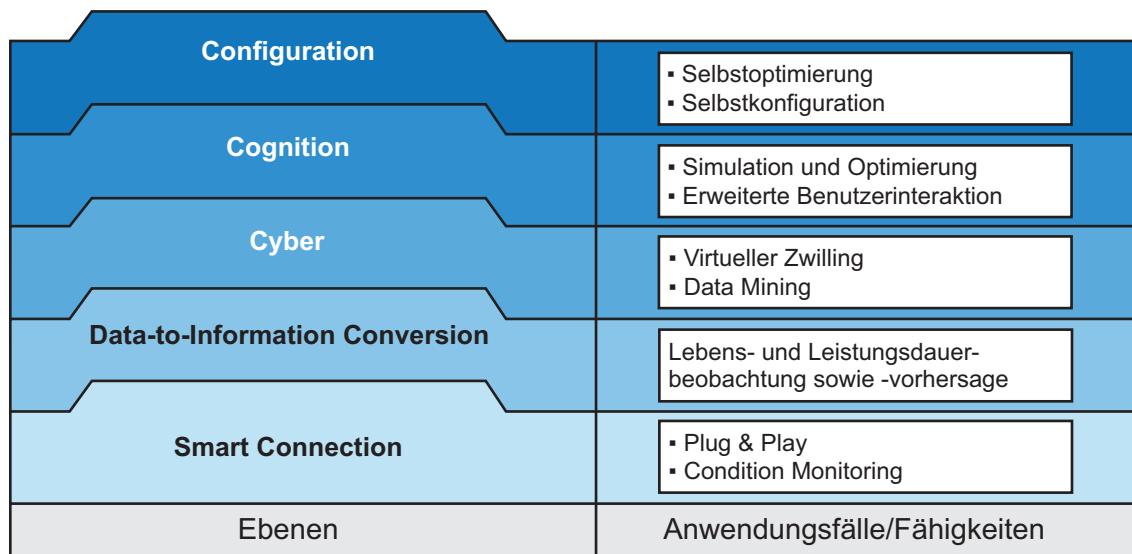 Configuration
▪ Selbstoptimierung
▪ Selbstkonfiguration
Cognition
▪ Simulation und Optimierung
▪ Erweiterte Benutzerinteraktion
Cyber
▪ Virtueller Zwilling
▪ Data Mining
Data-to-Information Conversion
Lebens- und Leistungsdauer-
beobachtung sowie -vorhersage
Smart Connection
▪ Plug & Play
▪ Condition Monitoring
Ebenen
Anwendungsfälle/Fähigkeiten